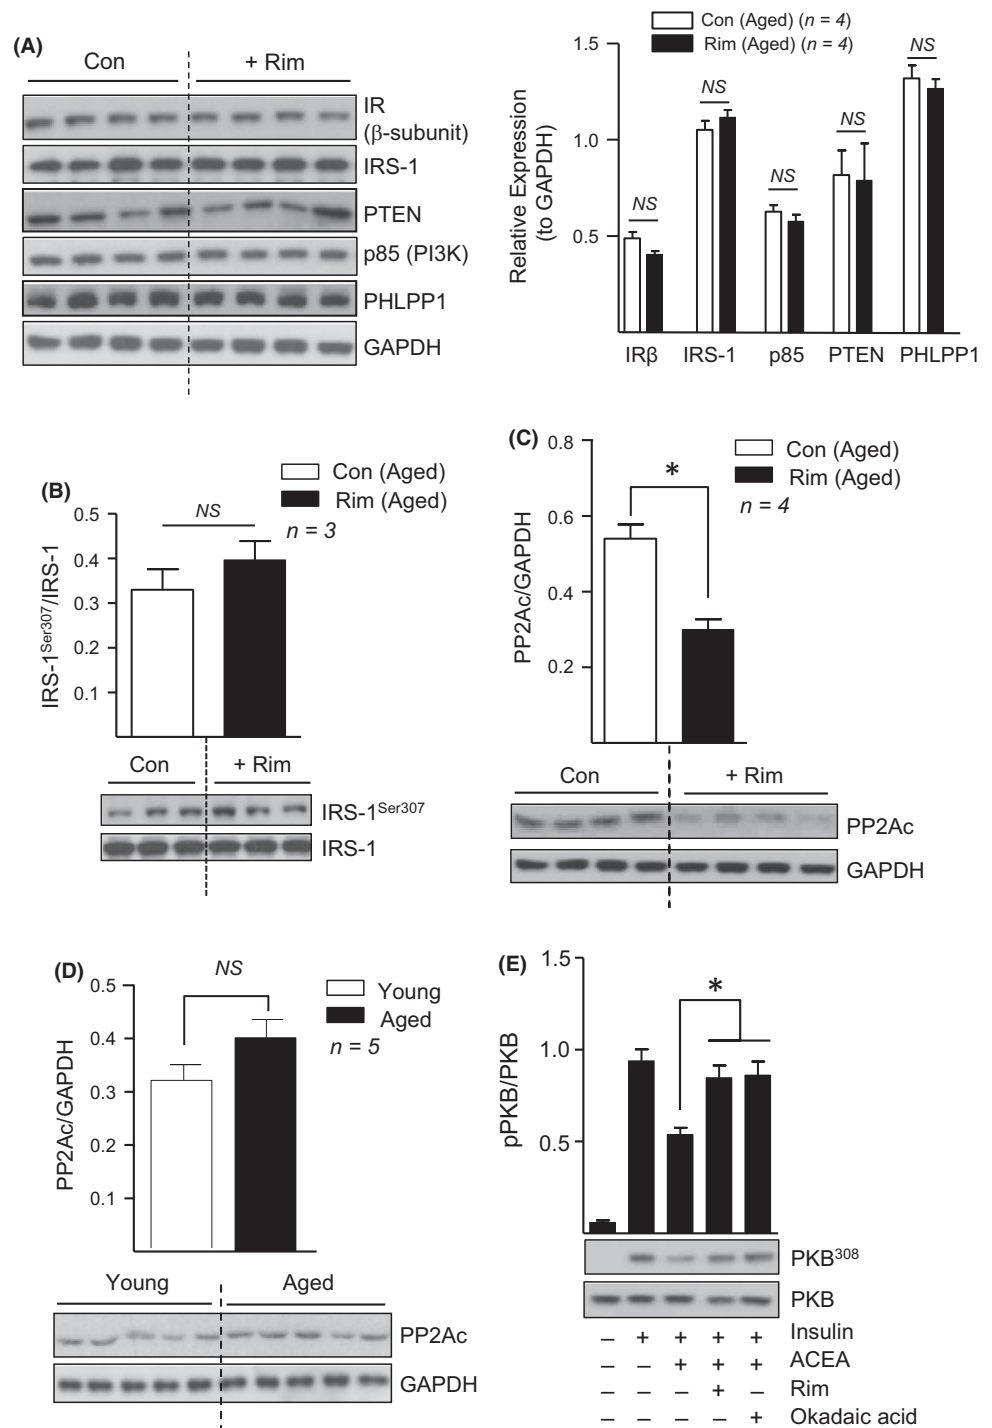 (A)
Con
+ Rim
IR
(β-subunit)
IRS-1
PTEN
p85 (PI3K)
PHLPP1
GAPDH
Con (Aged) (n = 4)
Rim (Aged) (n = 4)
Relative Expression
(to GAPDH)
1.5
1.0
0.5
NS
NS
NS
NS
NS
IRβ
IRS-1
p85
PTEN
PHLPP1
(B)
Con (Aged)
Rim (Aged)
n = 3
NS
IRS-1Ser307/IRS-1
0.5
0.4
0.3
0.2
0.1
Con
+ Rim
IRS-1Ser307
IRS-1
(C)
Con (Aged)
Rim (Aged)
n = 4
*
PP2Ac/GAPDH
0.8
0.6
0.4
0.2
Con
+ Rim
PP2Ac
GAPDH
(D)
NS
Young
Aged
n = 5
PP2Ac/GAPDH
0.5
0.4
0.3
0.2
0.1
Young
Aged
PP2Ac
GAPDH
(E)
*
pPKB/PKB
1.5
1.0
0.5
PKB308
PKB
– + + + + Insulin
– – + + + ACEA
– – – + – Rim
– – – – + Okadaic acid